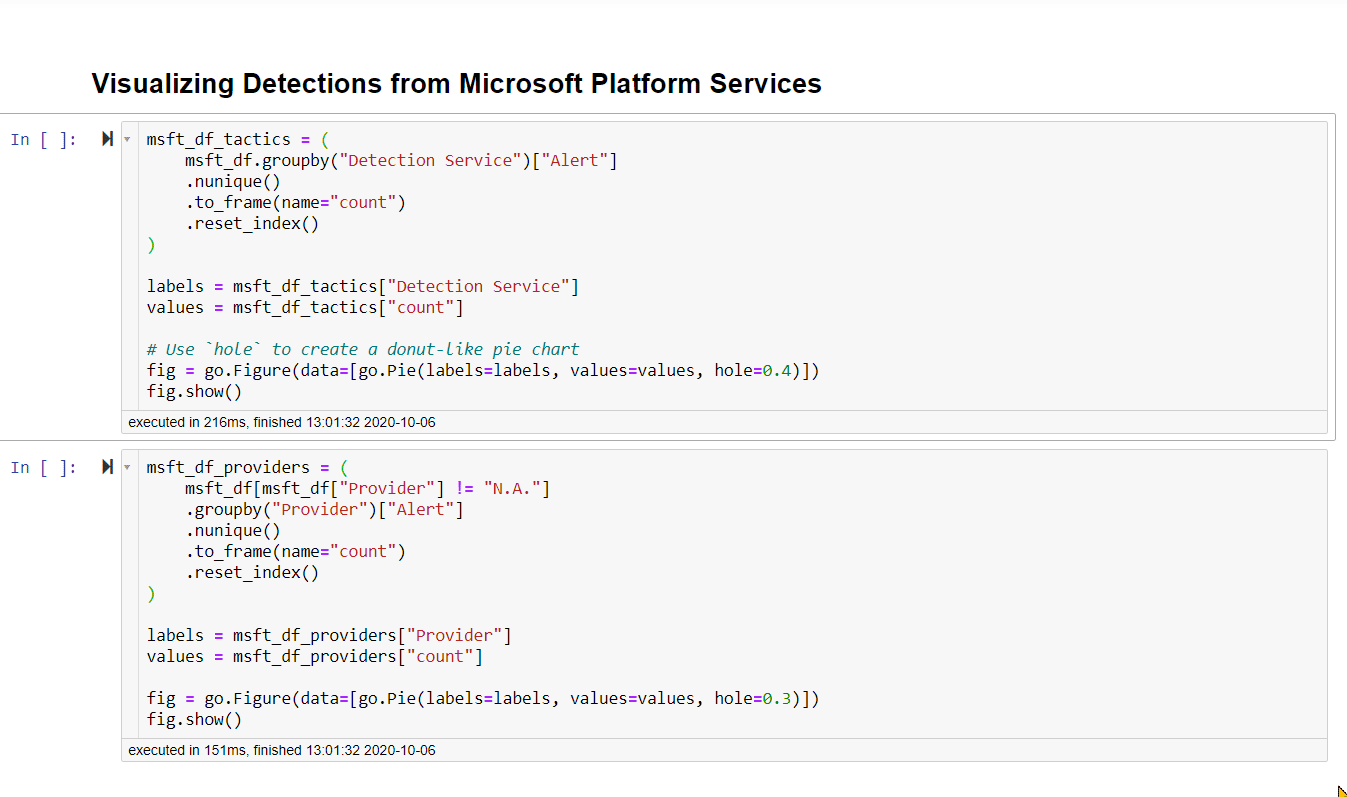 Visualizing Detections from Microsoft Platform Services
In [ ]:
msft_df_tactics = (
    msft_df.groupby("Detection Service")["Alert"]
    .nunique()
    .to_frame(name="count")
    .reset_index()
)
labels = msft_df_tactics["Detection Service"]
values = msft_df_tactics["count"]
# Use `hole` to create a donut-like pie chart
fig = go.Figure(data=[go.Pie(labels=labels, values=values, hole=0.4)])
fig.show()
executed in 216ms, finished 13:01:32 2020-10-06
In [ ]:
msft_df_providers = (
    msft_df[msft_df["Provider"] != "N.A."]
    .groupby("Provider")["Alert"]
    .nunique()
    .to_frame(name="count")
    .reset_index()
)
labels = msft_df_providers["Provider"]
values = msft_df_providers["count"]
fig = go.Figure(data=[go.Pie(labels=labels, values=values, hole=0.3)])
fig.show()
executed in 151ms, finished 13:01:32 2020-10-06